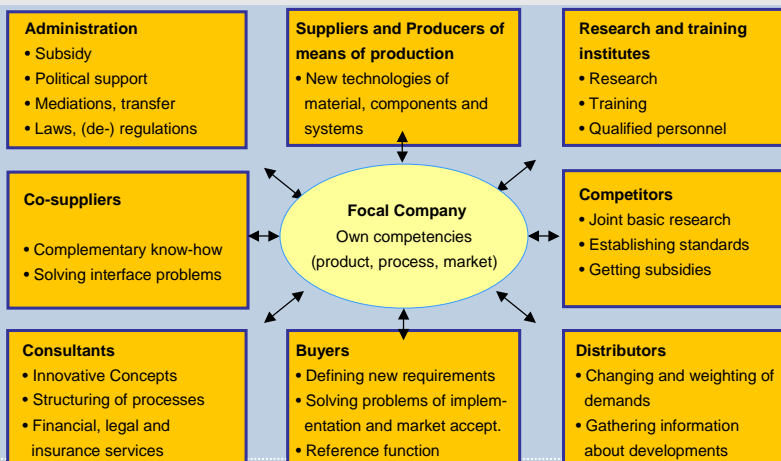 Administration
• Subsidy
• Political support
• Mediations, transfer
• Laws, (de-) regulations
Suppliers and Producers of
means of production
• New technologies of
material, components and
systems
Research and training
institutes
• Research
• Training
• Qualified personnel
Co-suppliers
• Complementary know-how
• Solving interface problems
Focal Company
Own competencies
(product, process, market)
Competitors
• Joint basic research
• Establishing standards
• Getting subsidies
Consultants
• Innovative Concepts
• Structuring of processes
• Financial, legal and
insurance services
Buyers
• Defining new requirements
• Solving problems of implem-
entation and market accept.
• Reference function
Distributors
• Changing and weighting of
demands
• Gathering information
about developments